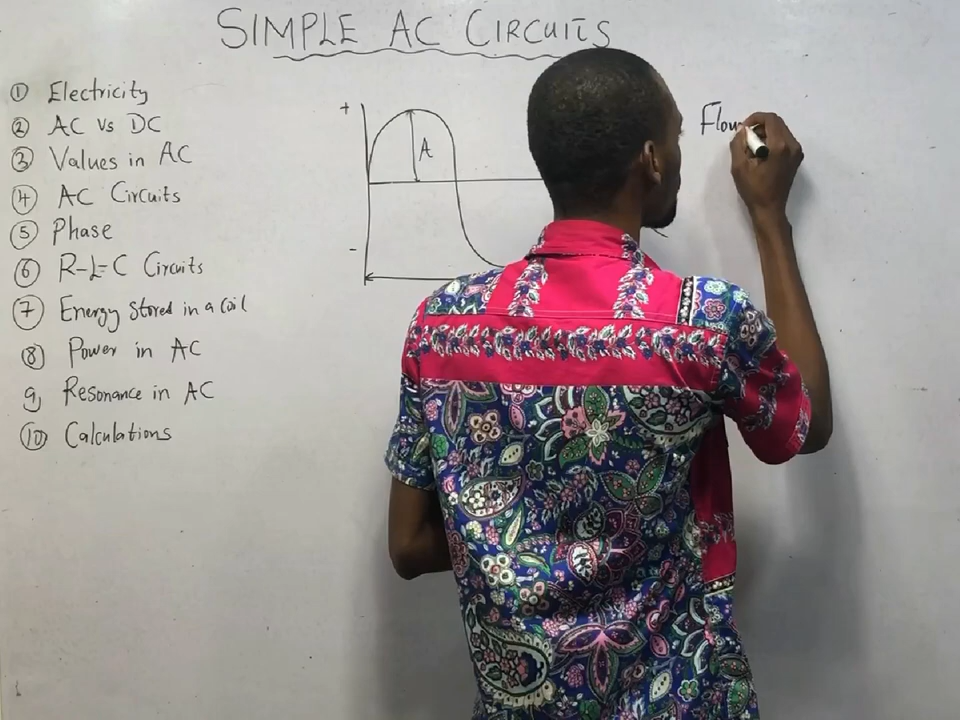 SIMPLE AC CIRCUITS
① Electricity
② AC Vs DC
③ Values in AC
④ AC Circuits
⑤ Phase
⑥ R-L-C Circuits
⑦ Energy Stored in a Coil
⑧ Power in AC
9, Resonance in AC
⑩ Calculations
+
A
-
Flow